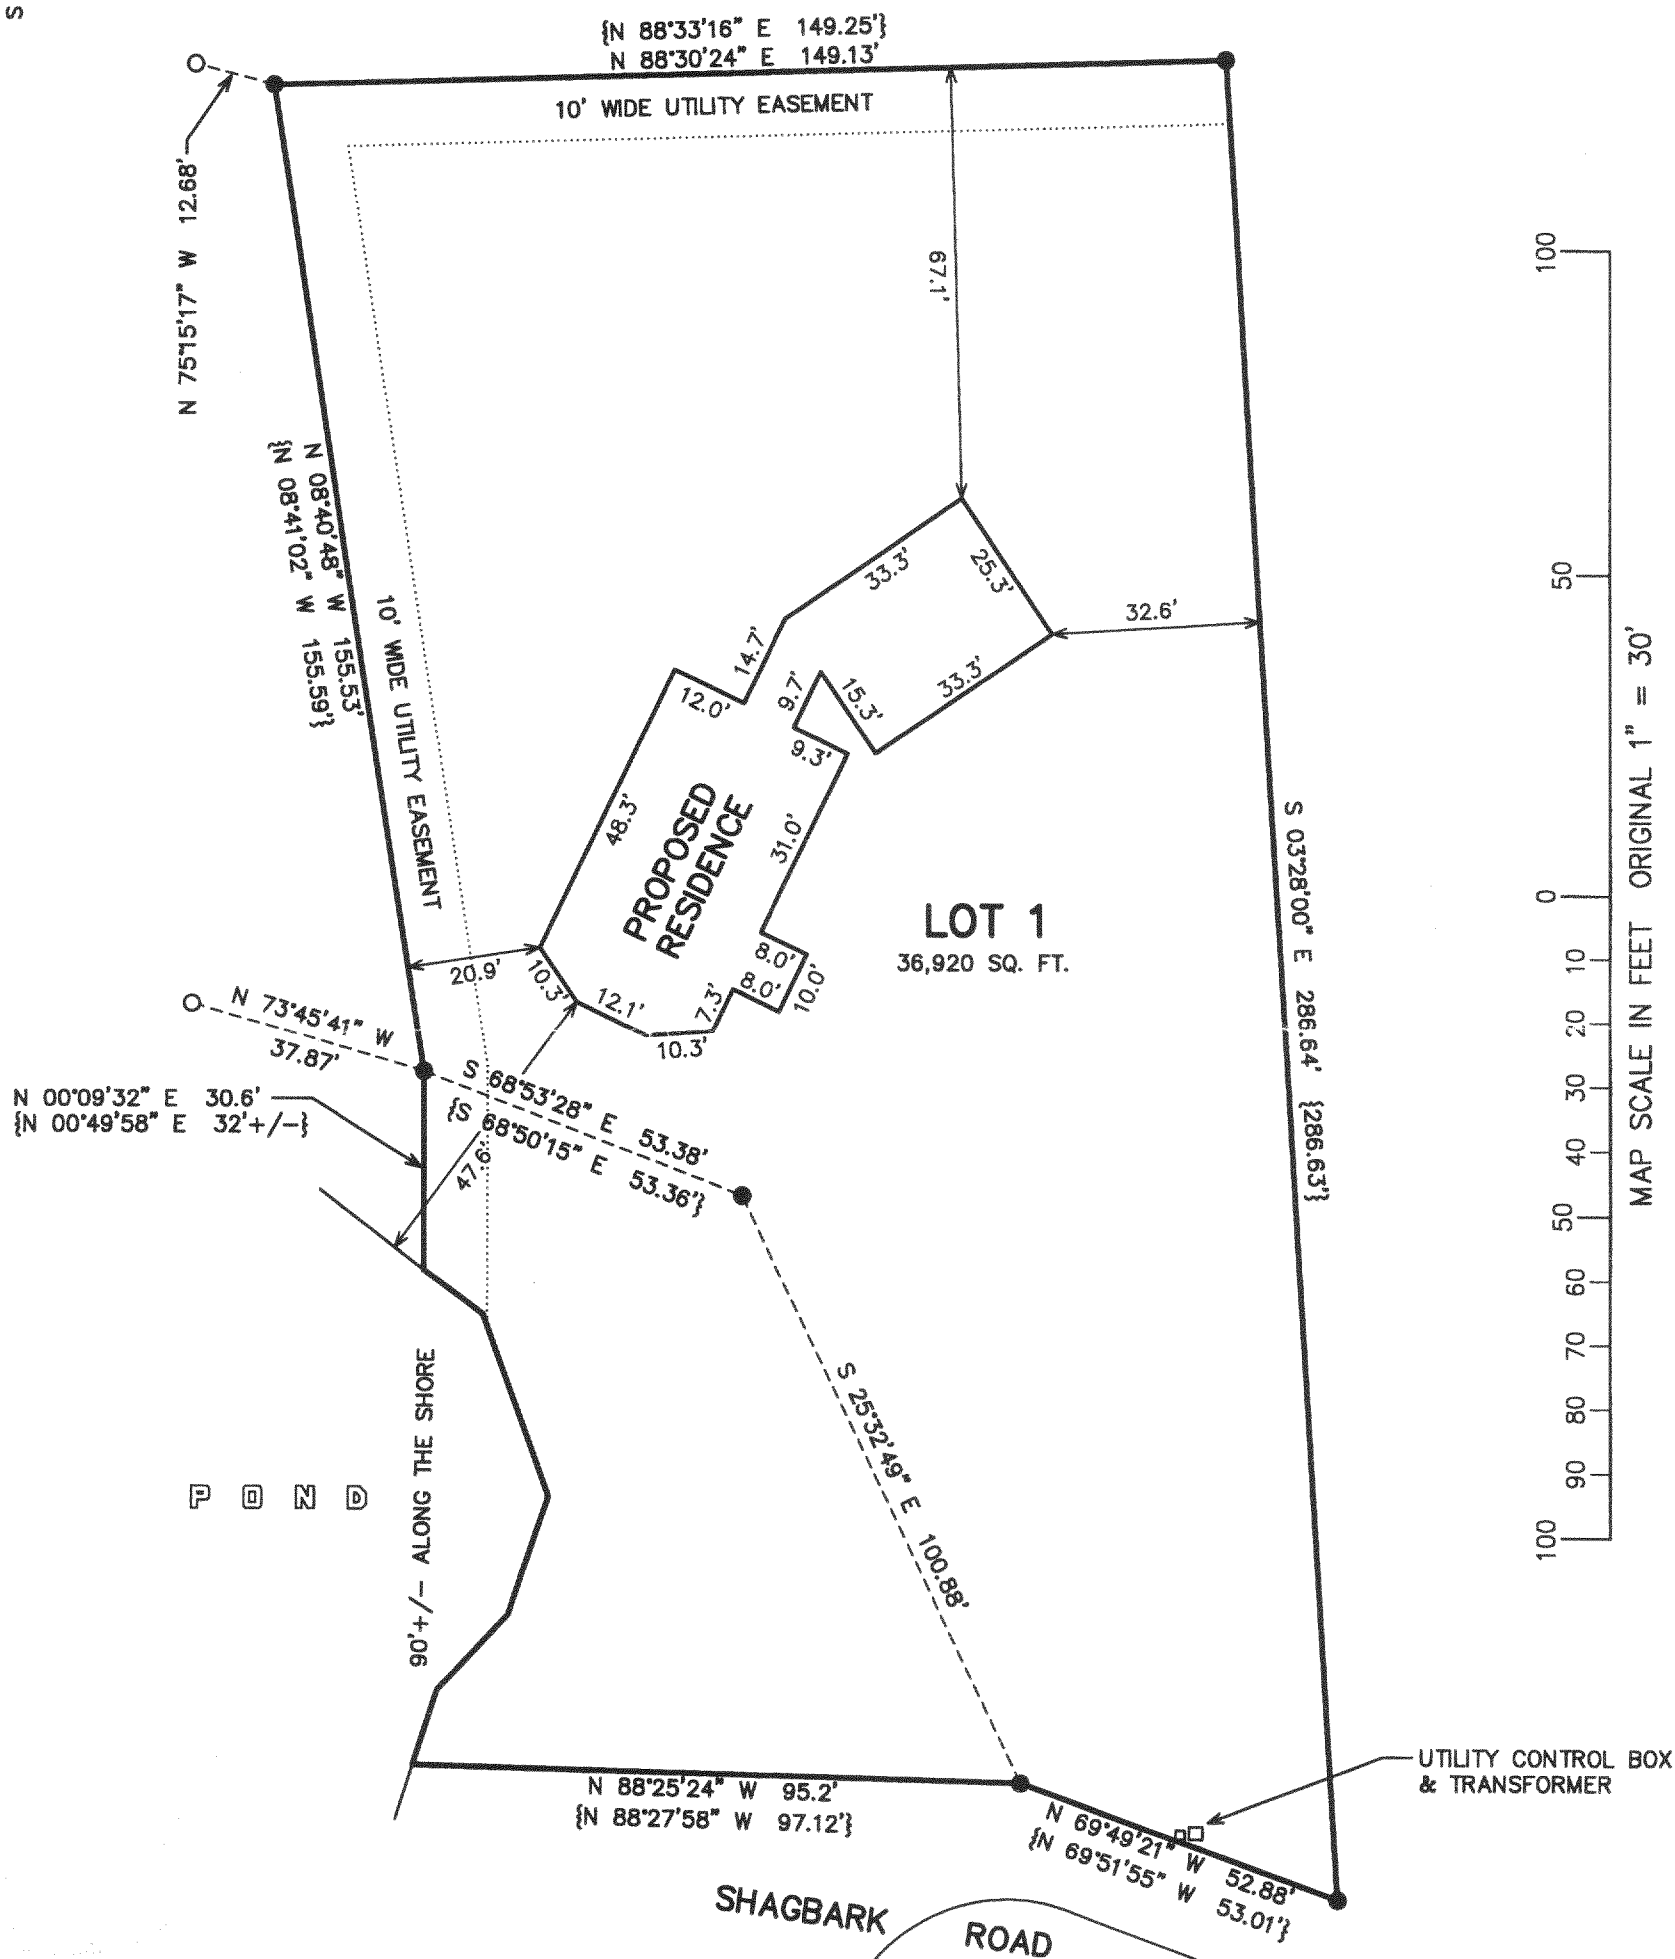 S
{N 88°33'16" E 149.25'}
N 88°30'24" E 149.13'
10' WIDE UTILITY EASEMENT
N 75°15'17" W 12.68'
67.1'
N 08°40'48" W 155.53'
{N 08°41'02" W 155.59'}
10' WIDE UTILITY EASEMENT
33.3'
25.3'
32.6'
14.7'
12.0'
9.7'
15.3'
33.3'
9.3'
48.3'
31.0'
PROPOSED
RESIDENCE
LOT 1
36,920 SQ. FT.
8.0'
8.0'
10.0'
7.3'
20.9'
10.3'
12.1'
10.3'
S 03°28'00" E 286.64' {286.63'}
N 73°45'41" W
37.87'
S 68°53'28" E 53.38'
{S 68°50'15" E 53.36'}
N 00°09'32" E 30.6'
{N 00°49'58" E 32'+/-}
47.6'
90'+/- ALONG THE SHORE
POND
S 25°32'49" E 100.88'
N 88°25'24" W 95.2'
{N 88°27'58" W 97.12'}
UTILITY CONTROL BOX
& TRANSFORMER
N 69°49'21" W 52.88'
{N 69°51'55" W 53.01'}
SHAGBARK ROAD
100
50
0
10
20
30
40
50
60
70
80
90
100
MAP SCALE IN FEET ORIGINAL 1" = 30'